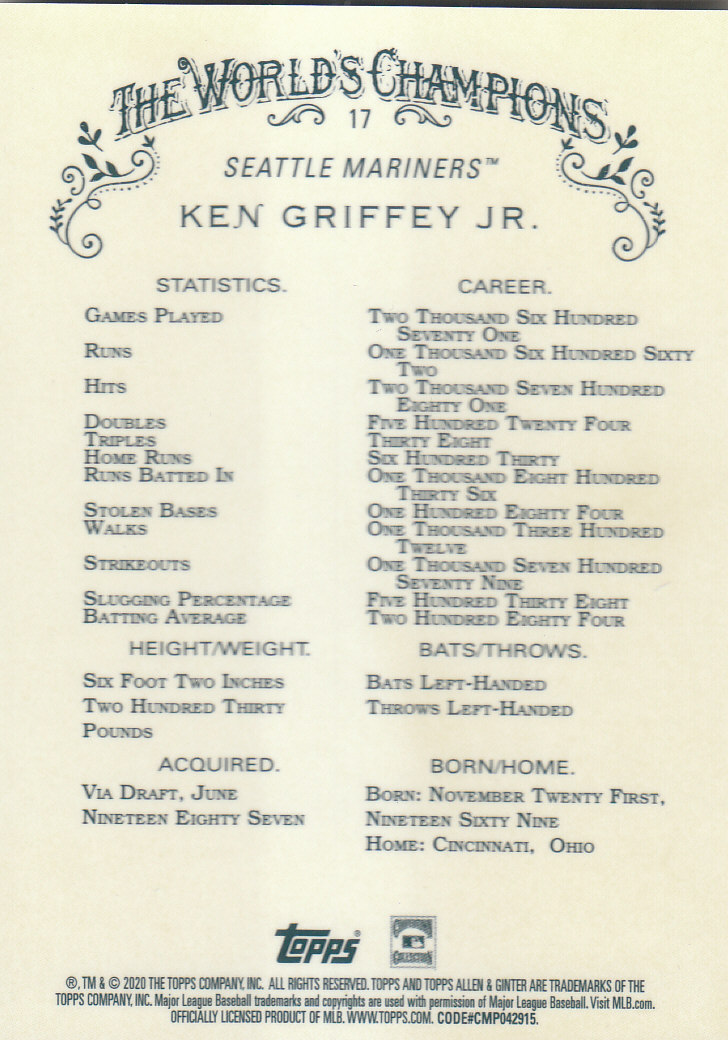 THE WORLD'S CHAMPIONS
17
SEATTLE MARINERS™
KEN GRIFFEY JR.
STATISTICS. CAREER.
GAMES PLAYED TWO THOUSAND SIX HUNDRED
SEVENTY ONE
RUNS ONE THOUSAND SIX HUNDRED SIXTY
TWO
HITS TWO THOUSAND SEVEN HUNDRED
EIGHTY ONE
DOUBLES FIVE HUNDRED TWENTY FOUR
TRIPLES THIRTY EIGHT
HOME RUNS SIX HUNDRED THIRTY
RUNS BATTED IN ONE THOUSAND EIGHT HUNDRED
THIRTY SIX
STOLEN BASES ONE HUNDRED EIGHTY FOUR
WALKS ONE THOUSAND THREE HUNDRED
TWELVE
STRIKEOUTS ONE THOUSAND SEVEN HUNDRED
SEVENTY NINE
SLUGGING PERCENTAGE FIVE HUNDRED THIRTY EIGHT
BATTING AVERAGE TWO HUNDRED EIGHTY FOUR
HEIGHT/WEIGHT. BATS/THROWS.
SIX FOOT TWO INCHES BATS LEFT-HANDED
TWO HUNDRED THIRTY THROWS LEFT-HANDED
POUNDS
ACQUIRED. BORN/HOME.
VIA DRAFT, JUNE BORN: NOVEMBER TWENTY FIRST,
NINETEEN EIGHTY SEVEN NINETEEN SIXTY NINE
HOME: CINCINNATI, OHIO
TOPPS®
COOPERSTOWN
COLLECTION
®, TM & © 2020 THE TOPPS COMPANY, INC. ALL RIGHTS RESERVED. TOPPS AND TOPPS ALLEN & GINTER ARE TRADEMARKS OF THE
TOPPS COMPANY, INC. Major League Baseball trademarks and copyrights are used with permission of Major League Baseball. Visit MLB.com.
OFFICIALLY LICENSED PRODUCT OF MLB. WWW.TOPPS.COM. CODE#CMP042915.